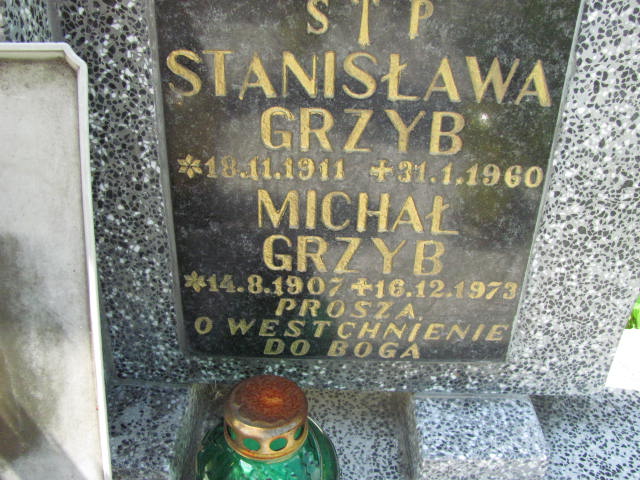 S T P
STANISŁAWA
GRZYB
*18.11.1911 +31.1.1960
MICHAŁ
GRZYB
*14.8.1907 +16.12.1973
PROSZĄ
O WESTCHNIENIE
DO BOGA